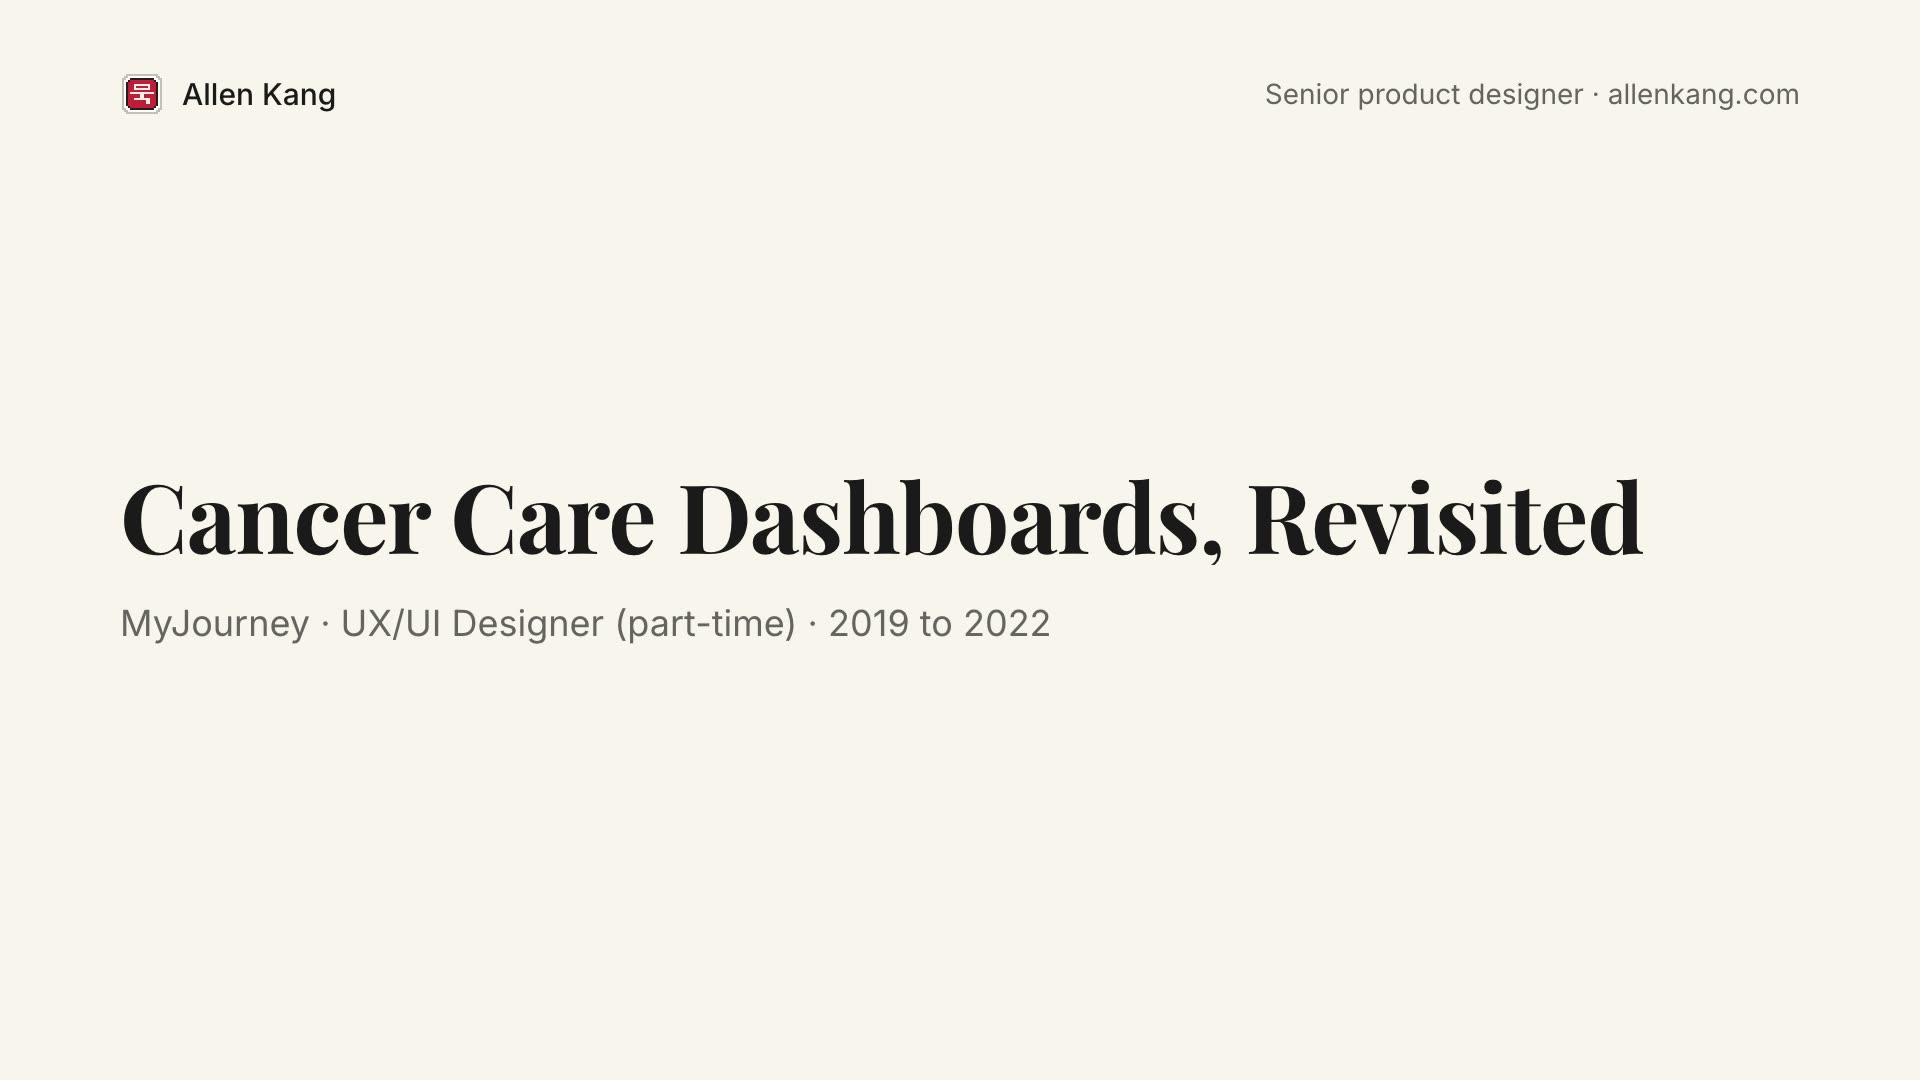 묵
Allen Kang
Senior product designer · allenkang.com
Cancer Care Dashboards, Revisited
MyJourney · UX/UI Designer (part-time) · 2019 to 2022